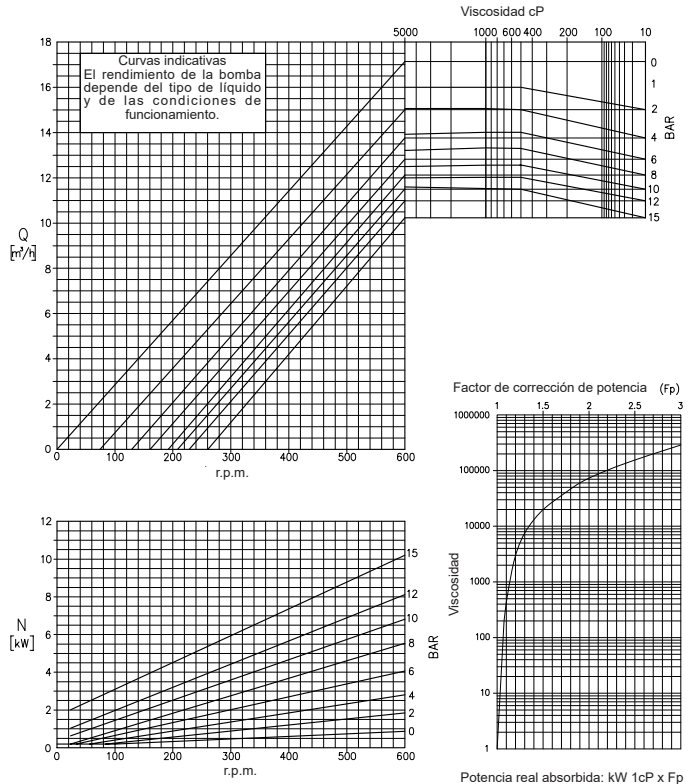 Viscosidad cP
5000 1000 600 400 200 100 10
18
16
14
12
10
8
6
4
2
0
Curvas indicativas
El rendimiento de la bomba
depende del tipo de líquido
y de las condiciones de
funcionamiento.
Q
[m³/h]
0
1
2
4
6
8
10
12
15
BAR
0 100 200 300 400 500 600
r.p.m.
12
10
8
6
4
2
0
N
[kW]
15
12
10
8
6
4
2
0
BAR
0 100 200 300 400 500 600
r.p.m.
Factor de corrección de potencia (Fp)
1 1.5 2 2.5 3
1000000
100000
10000
1000
100
10
1
Viscosidad
Potencia real absorbida: kW 1cP x Fp